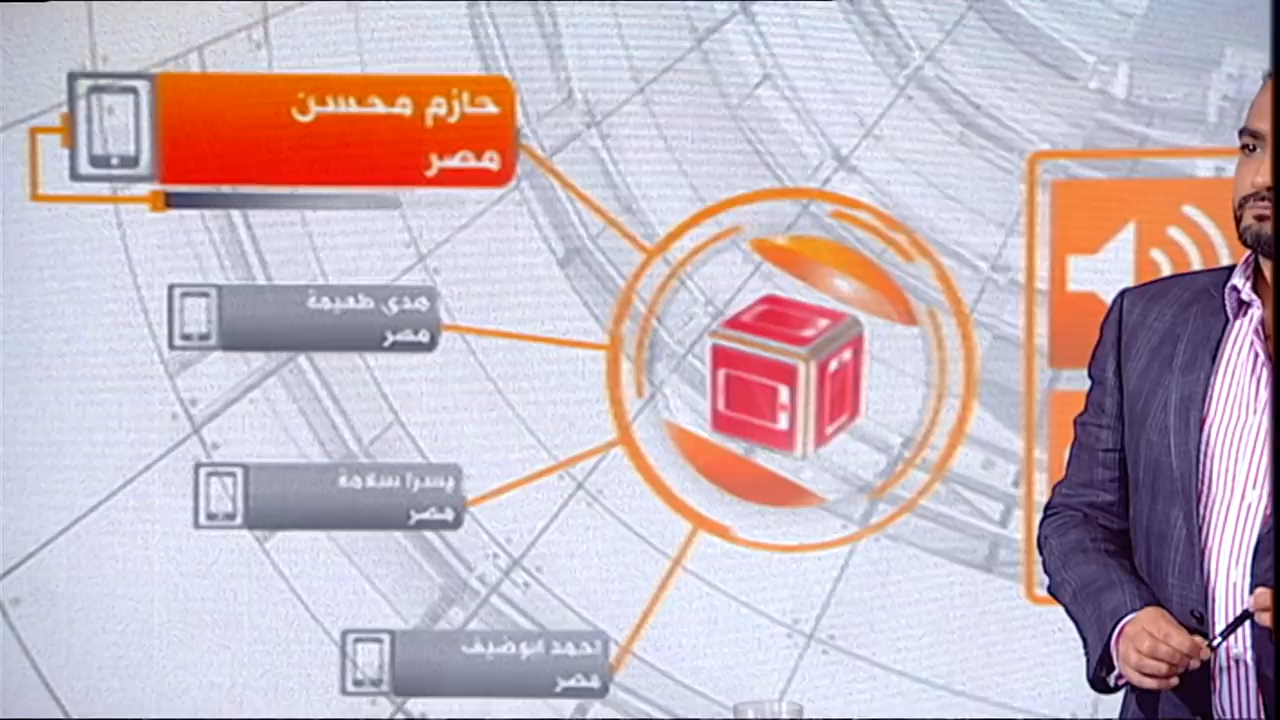 حازم محسن
مصر
هدى طعيمة
مصر
يسرا سلامة
مصر
احمد ابوضيف
مصر